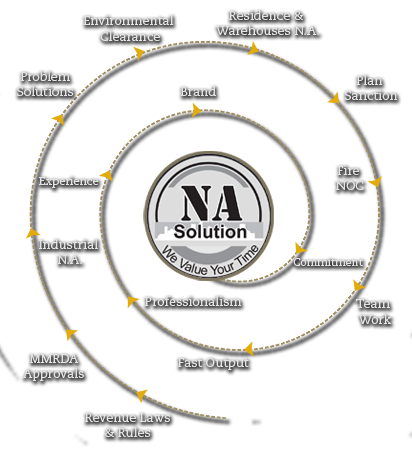 Environmental
Clearance
Residence &
Warehouses N.A.
Problem
Solutions
Brand
Plan
Sanction
Experience
Fire
NOC
NA
Solution
We Value Your Time
Industrial
N.A.
Commitment
Professionalism
Team
Work
MMRDA
Approvals
Fast Output
Revenue Laws
& Rules